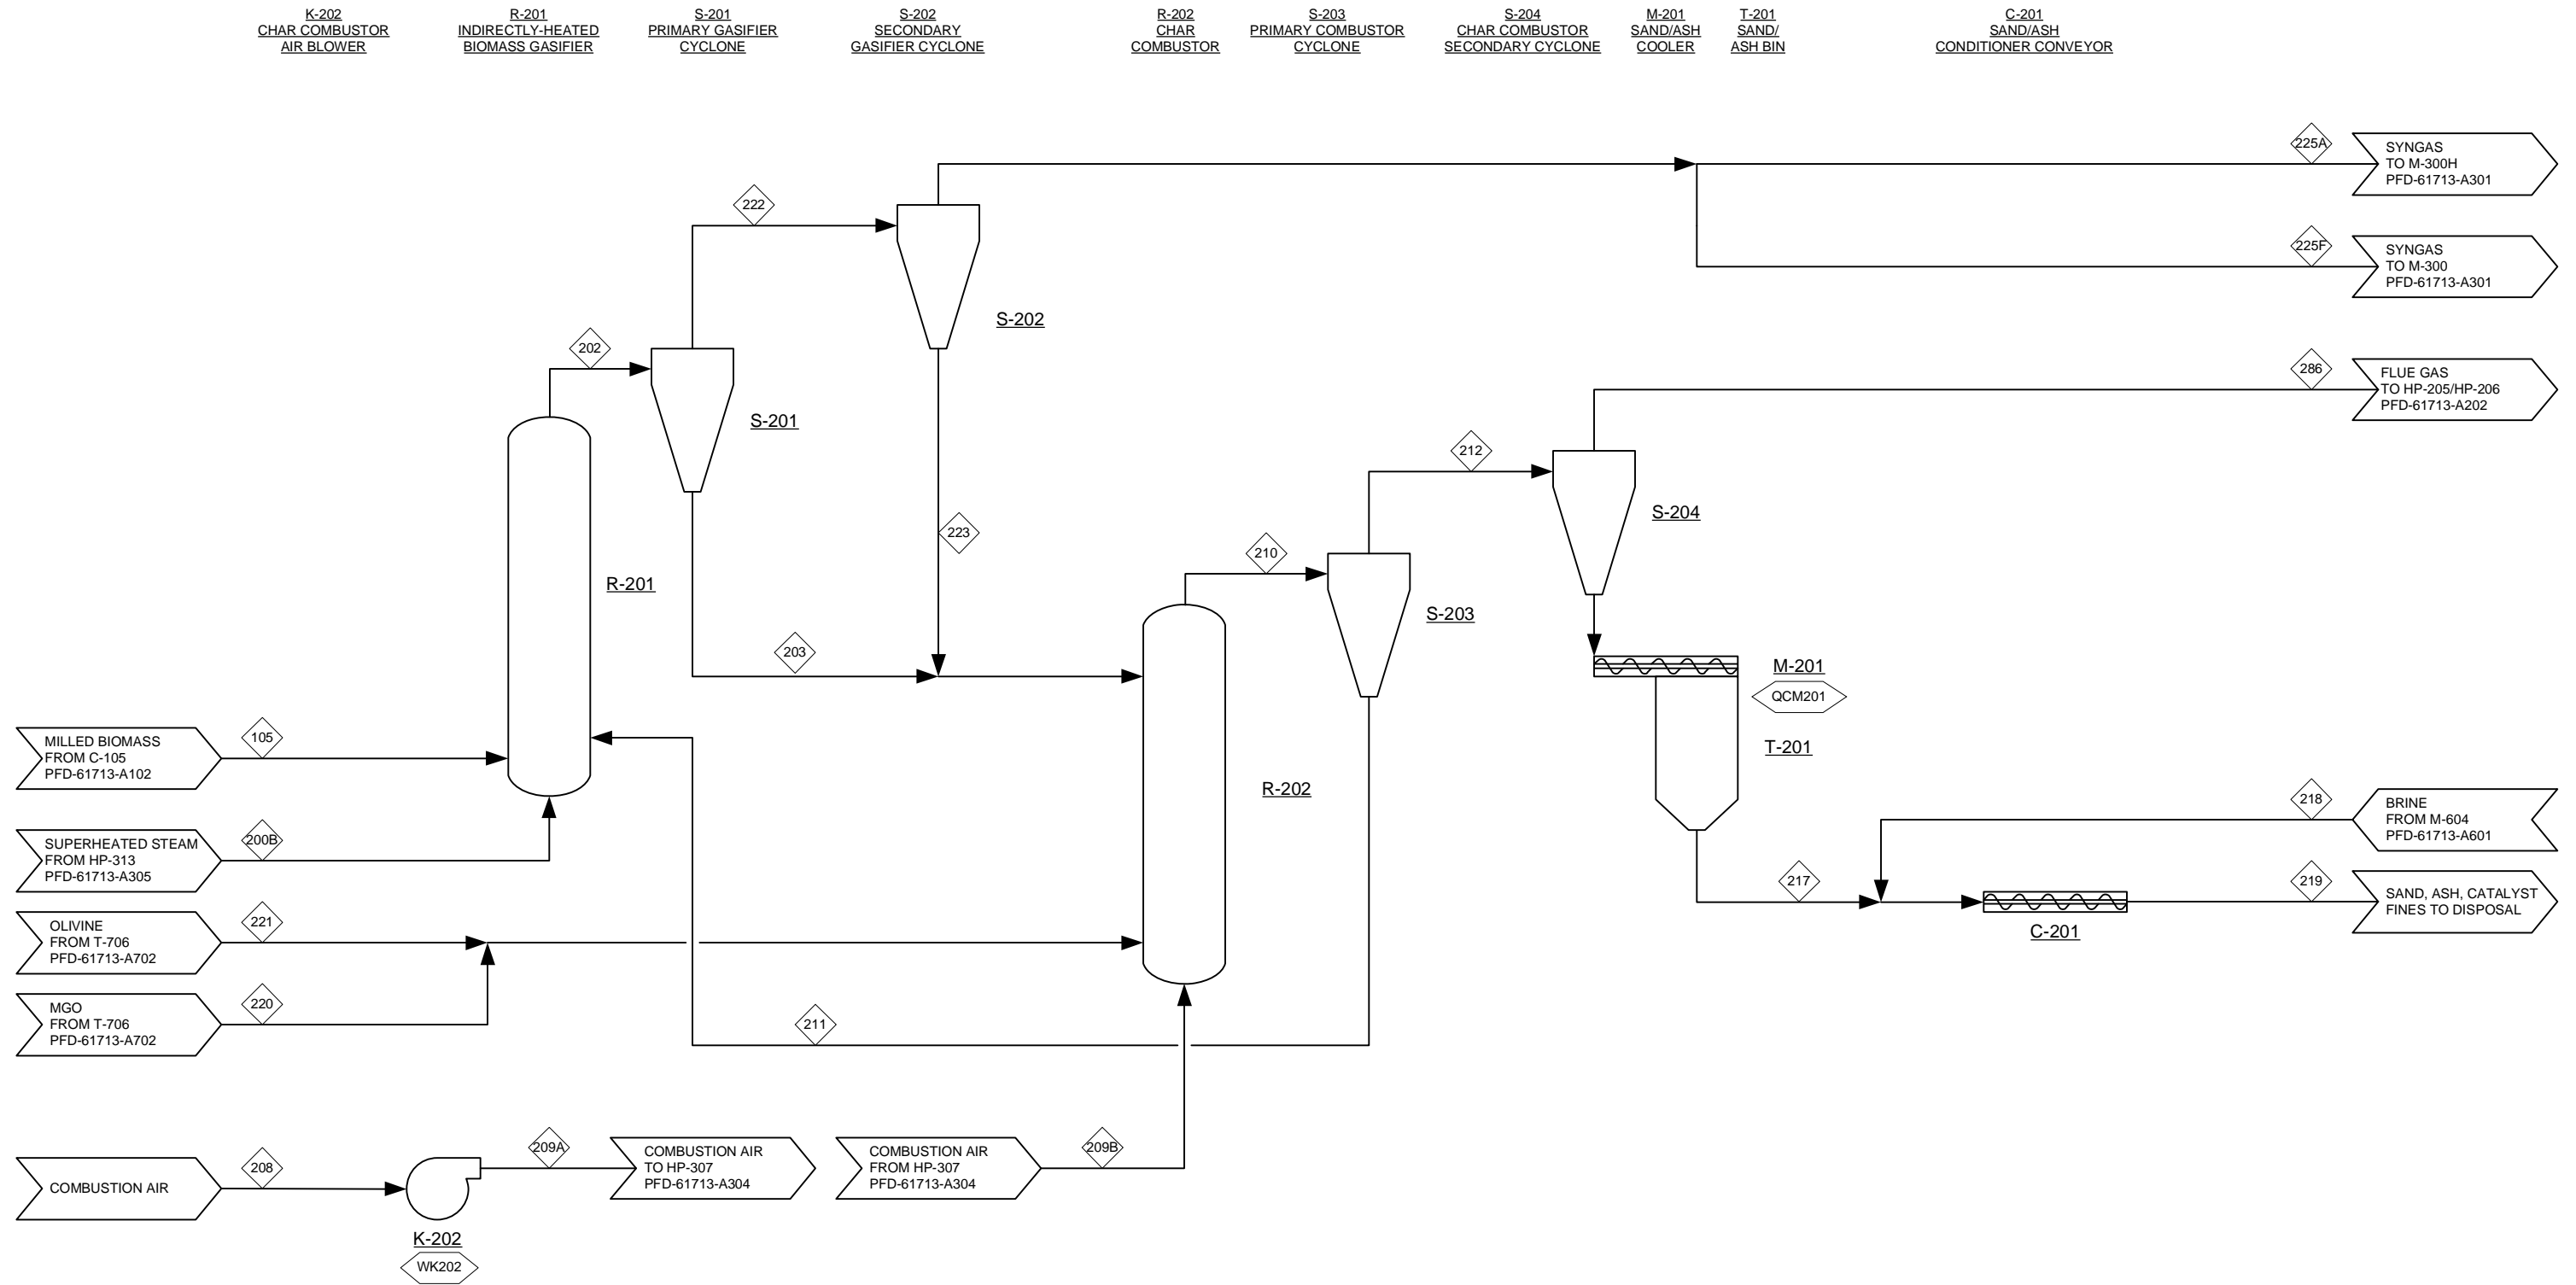 K-202
CHAR COMBUSTOR
AIR BLOWER
R-201
INDIRECTLY-HEATED
BIOMASS GASIFIER
S-201
PRIMARY GASIFIER
CYCLONE
S-202
SECONDARY
GASIFIER CYCLONE
R-202
CHAR
COMBUSTOR
S-203
PRIMARY COMBUSTOR
CYCLONE
S-204
CHAR COMBUSTOR
SECONDARY CYCLONE
M-201
SAND/ASH
COOLER
T-201
SAND/
ASH BIN
C-201
SAND/ASH
CONDITIONER CONVEYOR
225A
SYNGAS
TO M-300H
PFD-61713-A301
222
225F
SYNGAS
TO M-300
PFD-61713-A301
S-202
202
286
FLUE GAS
TO HP-205/HP-206
PFD-61713-A202
S-201
212
S-204
223
210
R-201
S-203
203
M-201
QCM201
T-201
105
MILLED BIOMASS
FROM C-105
PFD-61713-A102
R-202
218
BRINE
FROM M-604
PFD-61713-A601
200B
SUPERHEATED STEAM
FROM HP-313
PFD-61713-A305
217
219
SAND, ASH, CATALYST
FINES TO DISPOSAL
C-201
221
OLIVINE
FROM T-706
PFD-61713-A702
220
MGO
FROM T-706
PFD-61713-A702
211
208
COMBUSTION AIR
209A
COMBUSTION AIR
TO HP-307
PFD-61713-A304
COMBUSTION AIR
FROM HP-307
PFD-61713-A304
209B
K-202
WK202